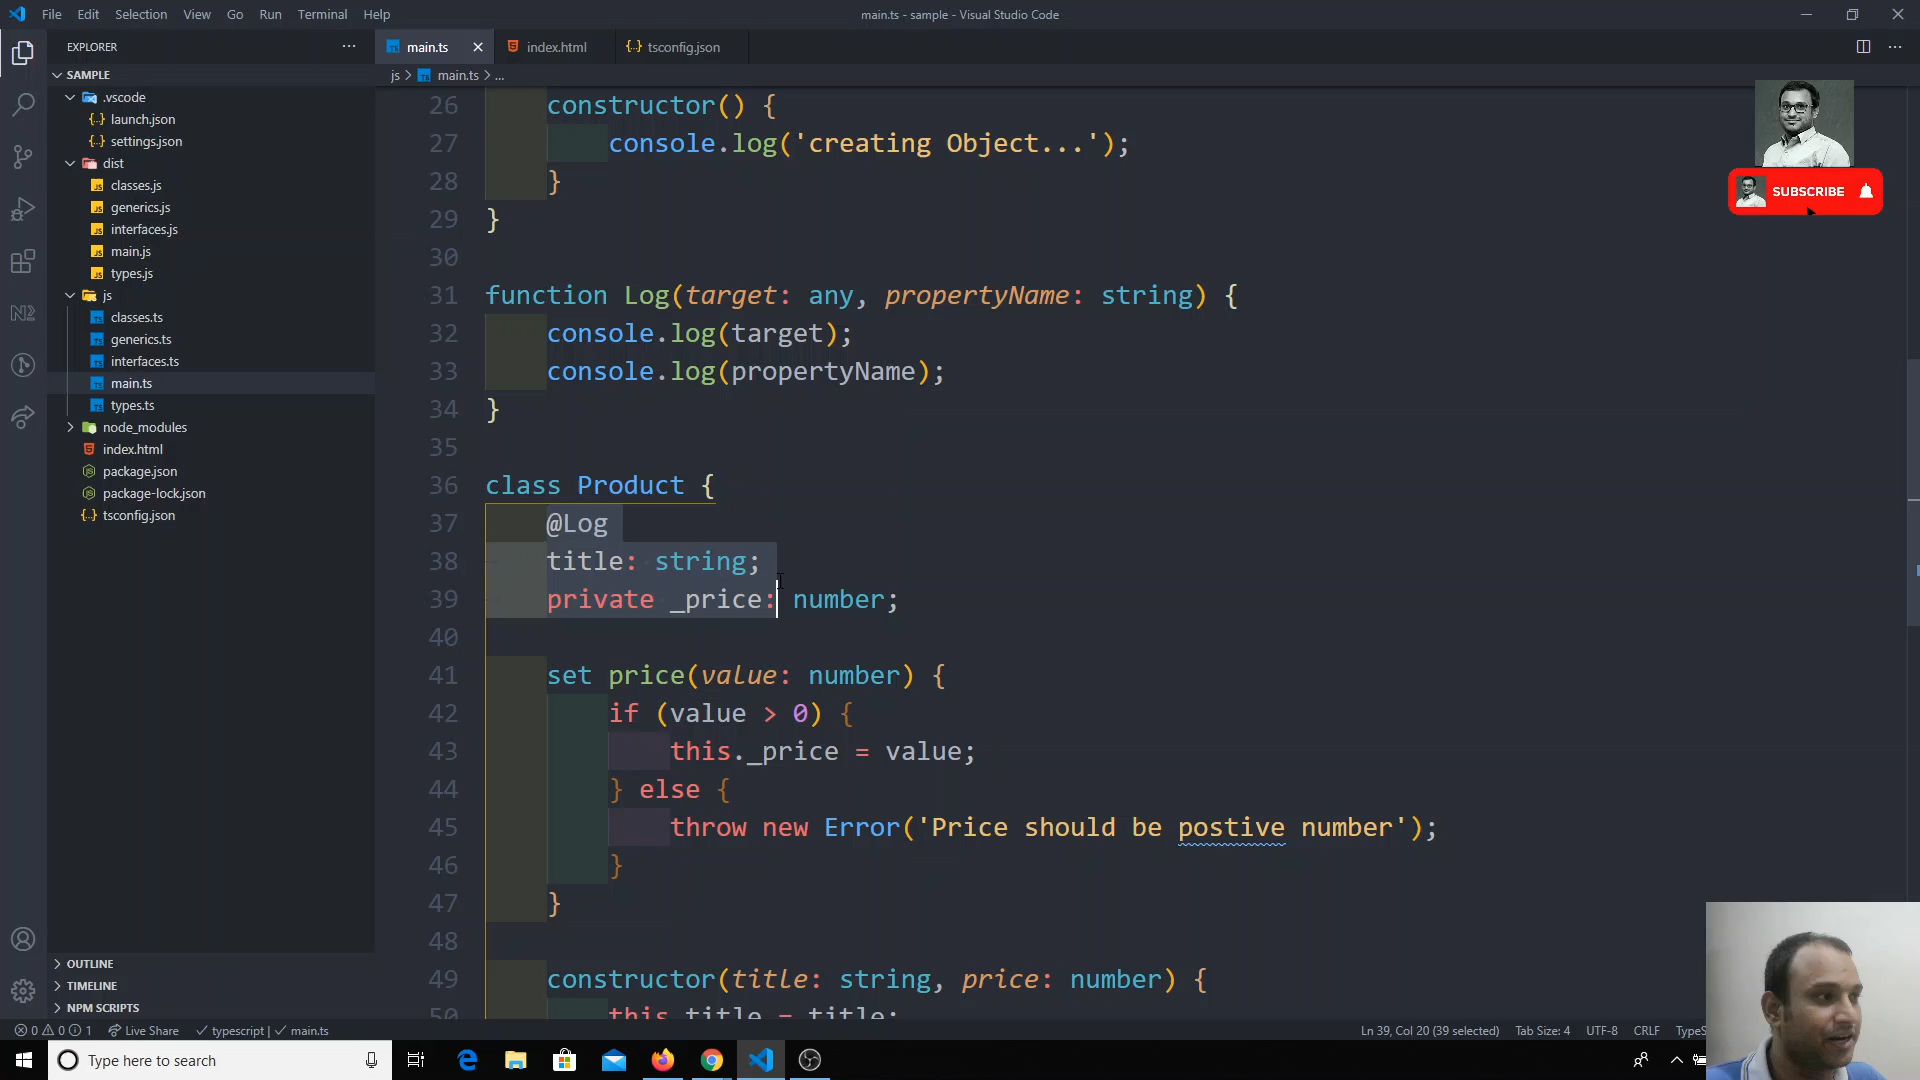 File Edit Selection View Go Run Terminal Help
main.ts - sample - Visual Studio Code
EXPLORER
SAMPLE
.vscode
launch.json
settings.json
dist
classes.js
generics.js
interfaces.js
main.js
types.js
js
classes.ts
generics.ts
interfaces.ts
main.ts
types.ts
node_modules
index.html
package.json
package-lock.json
tsconfig.json
OUTLINE
TIMELINE
NPM SCRIPTS
main.ts index.html tsconfig.json
js > main.ts > ...
26 constructor() {
27 console.log('creating Object...');
28 }
29 }
30
31 function Log(target: any, propertyName: string) {
32 console.log(target);
33 console.log(propertyName);
34 }
35
36 class Product {
37 @Log
38 title: string;
39 private _price: number;
40
41 set price(value: number) {
42 if (value > 0) {
43 this._price = value;
44 } else {
45 throw new Error('Price should be postive number');
46 }
47 }
48
49 constructor(title: string, price: number) {
50 this.title = title;
SUBSCRIBE
0 0 1 Live Share typescript | main.ts
Ln 39, Col 20 (39 selected) Tab Size: 4 UTF-8 CRLF TypeS
Type here to search